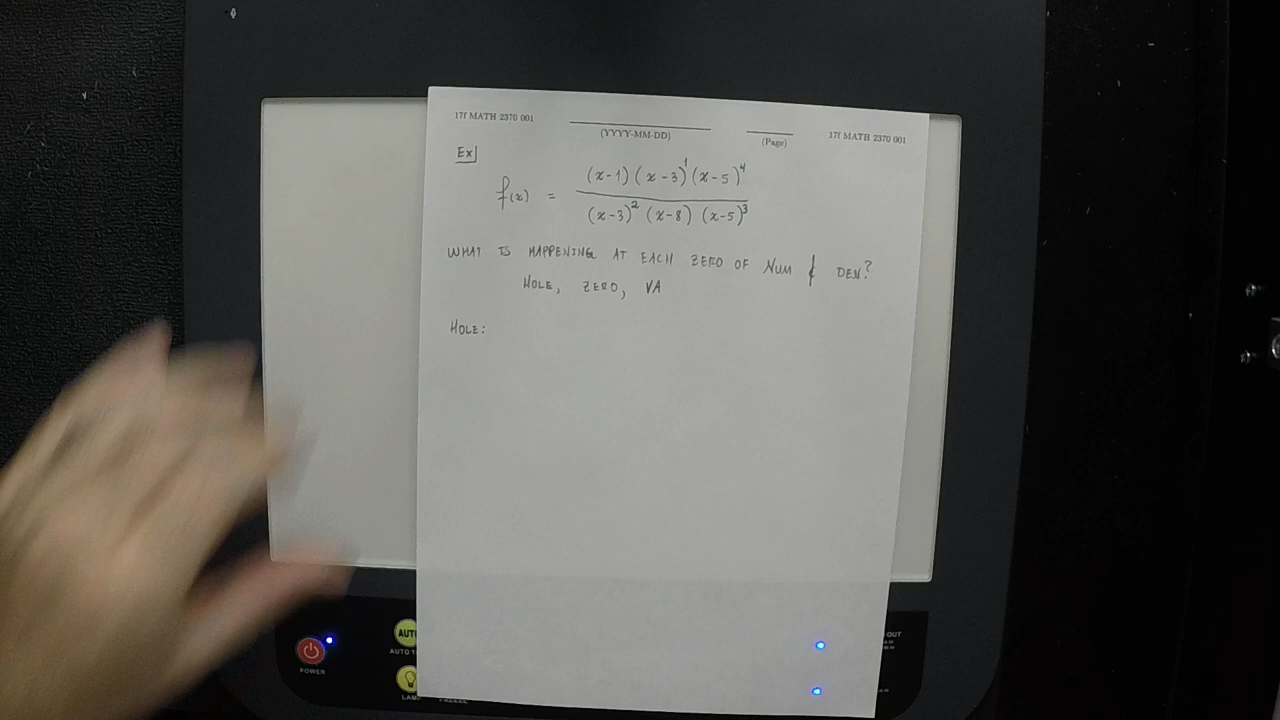 17f MATH 2370 001 (YYYY-MM-DD) (Page) 17f MATH 2370 001
Ex
f(x) = (x-1)(x-3)^1(x-5)^4 / (x-3)^2 (x-8) (x-5)^3
WHAT IS HAPPENING AT EACH ZERO OF NUM & DEN?
HOLE, ZERO, VA
HOLE:
POWER
OUT